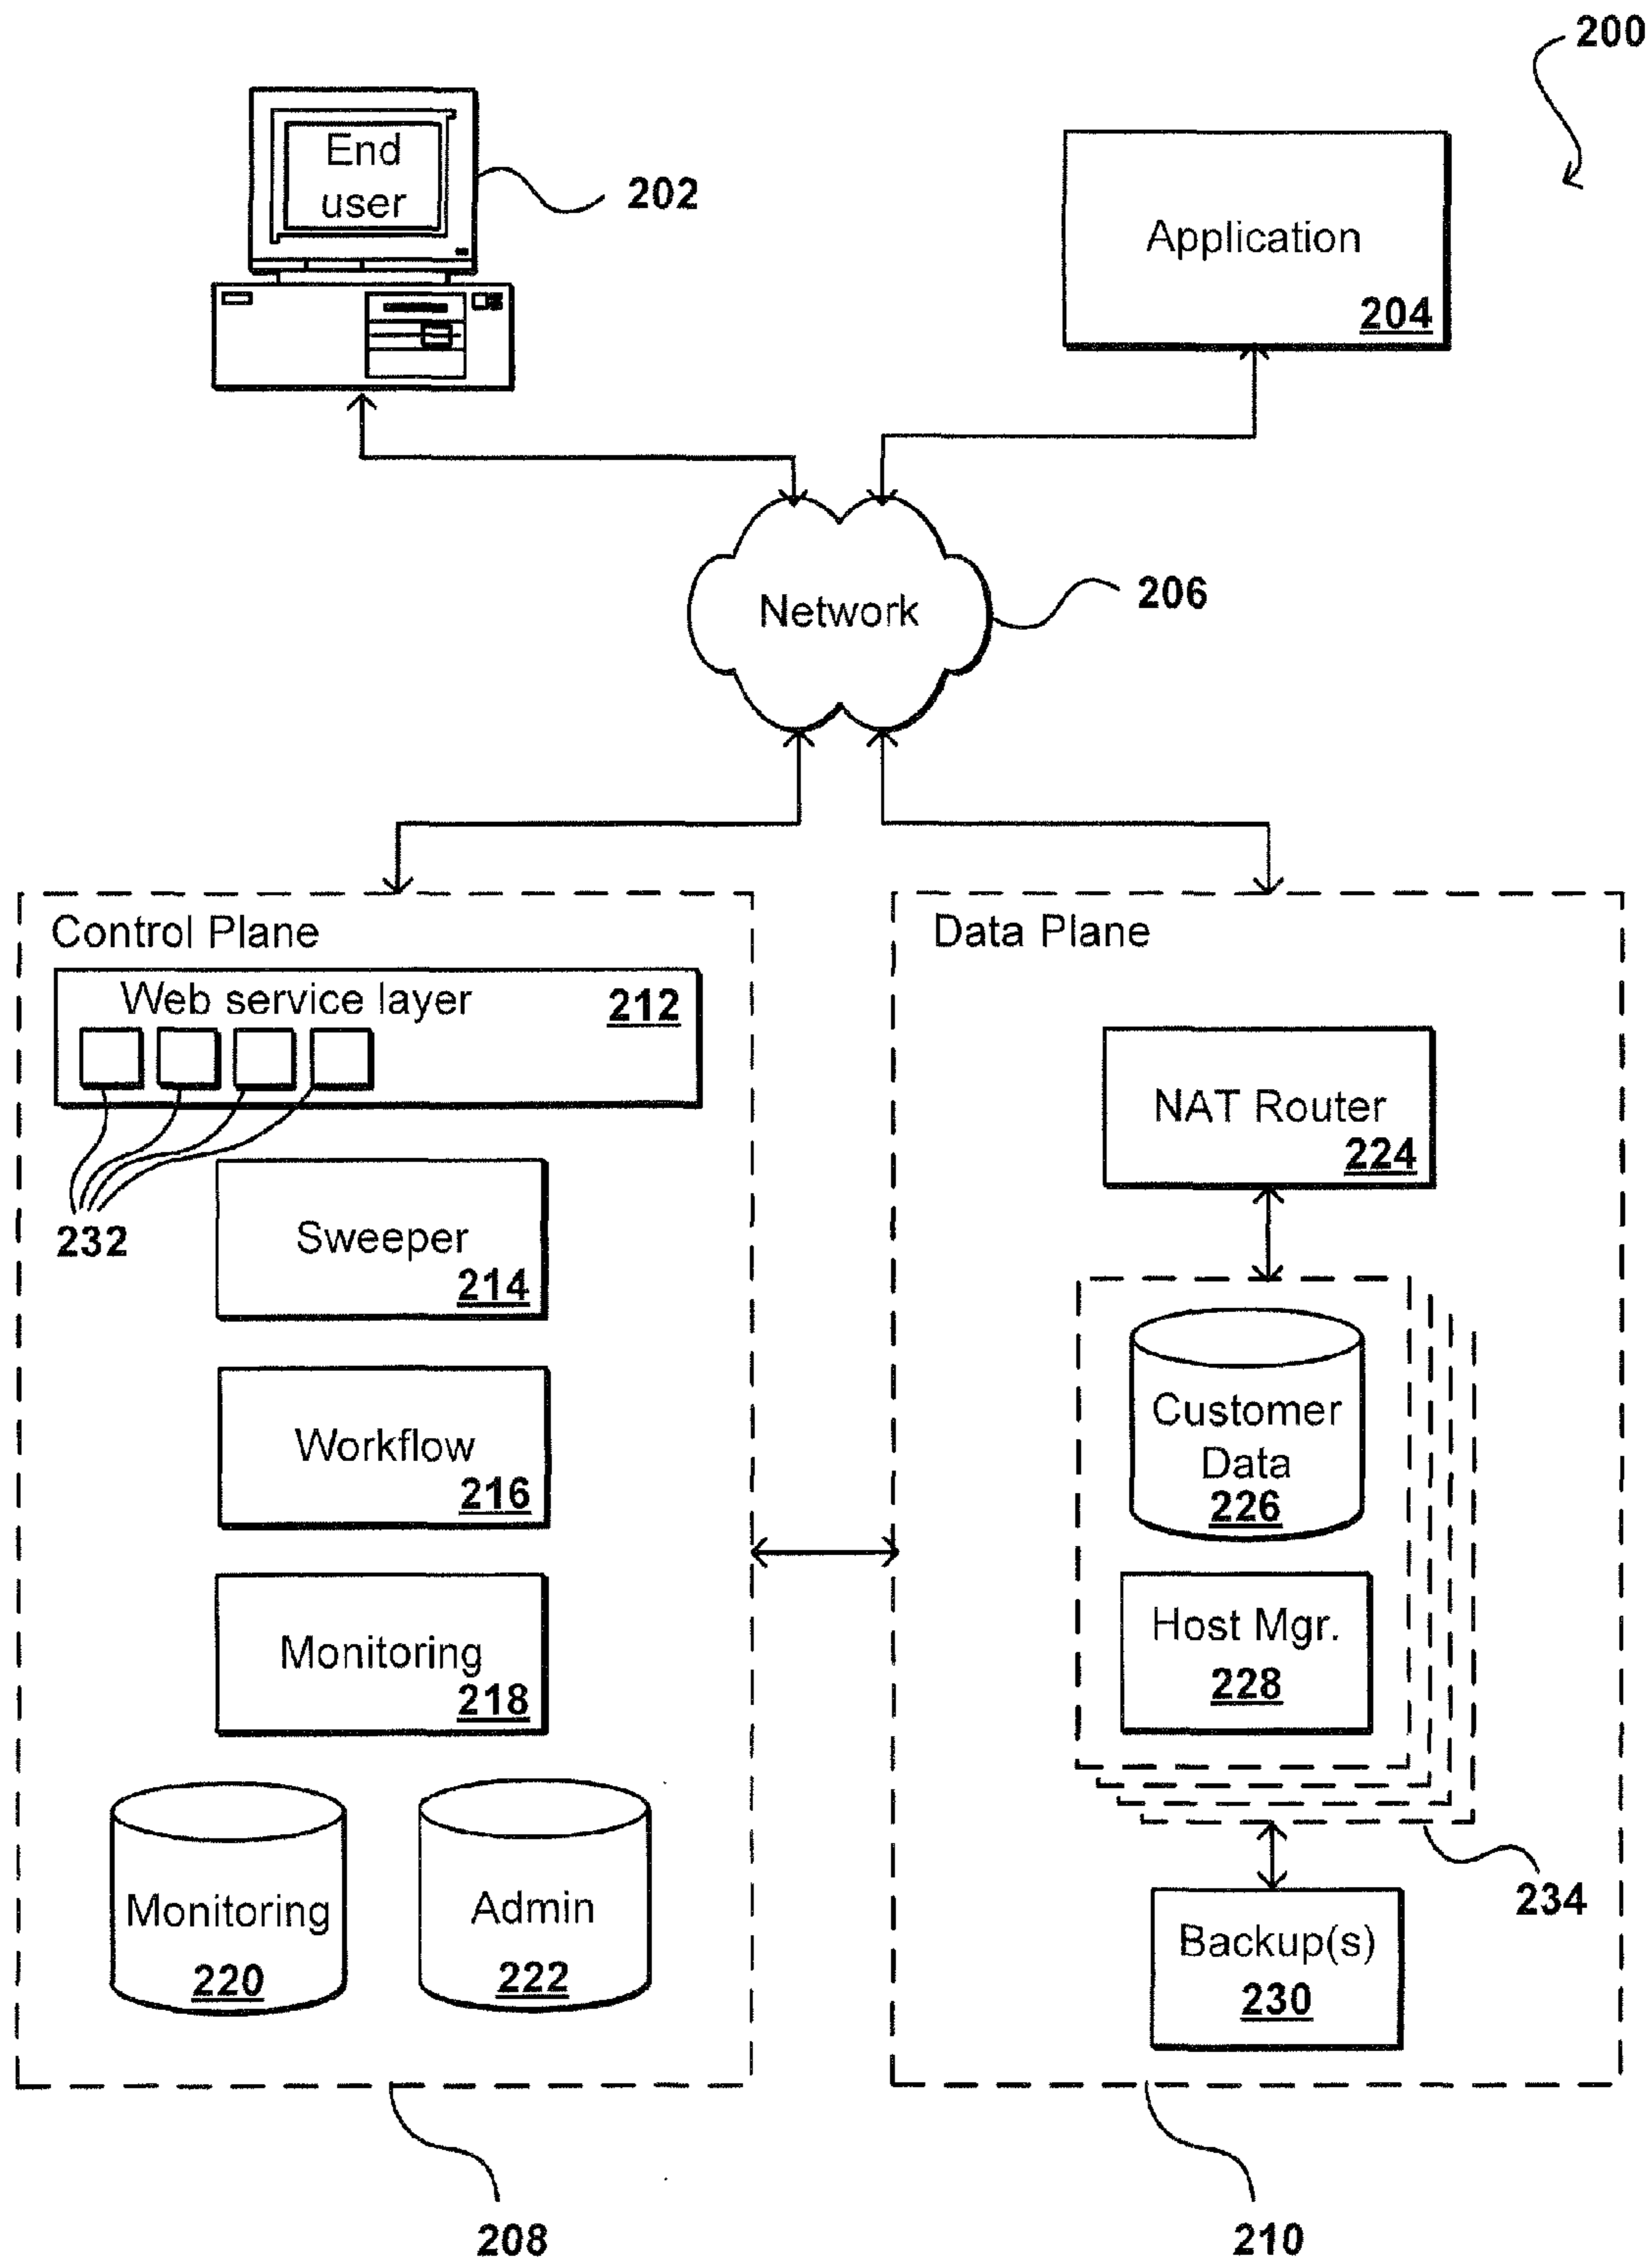 200
End
user
202
Application
204
Network
206
Control Plane
Web service layer
212
232
Sweeper
214
Workflow
216
Monitoring
218
Monitoring
220
Admin
222
208
Data Plane
NAT Router
224
Customer
Data
226
Host Mgr.
228
234
Backup(s)
230
210